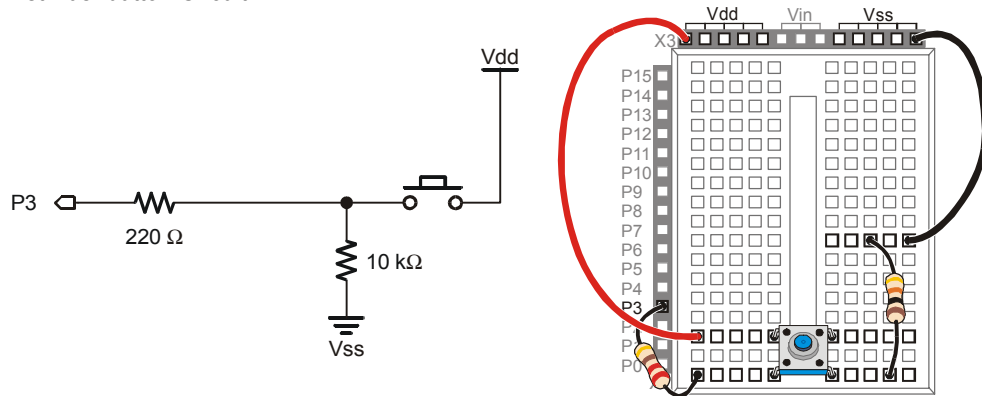 Vdd
P3
220 Ω
10 kΩ
Vss
Vdd Vin Vss
X3
P15
P14
P13
P12
P11
P10
P9
P8
P7
P6
P5
P4
P3
P0